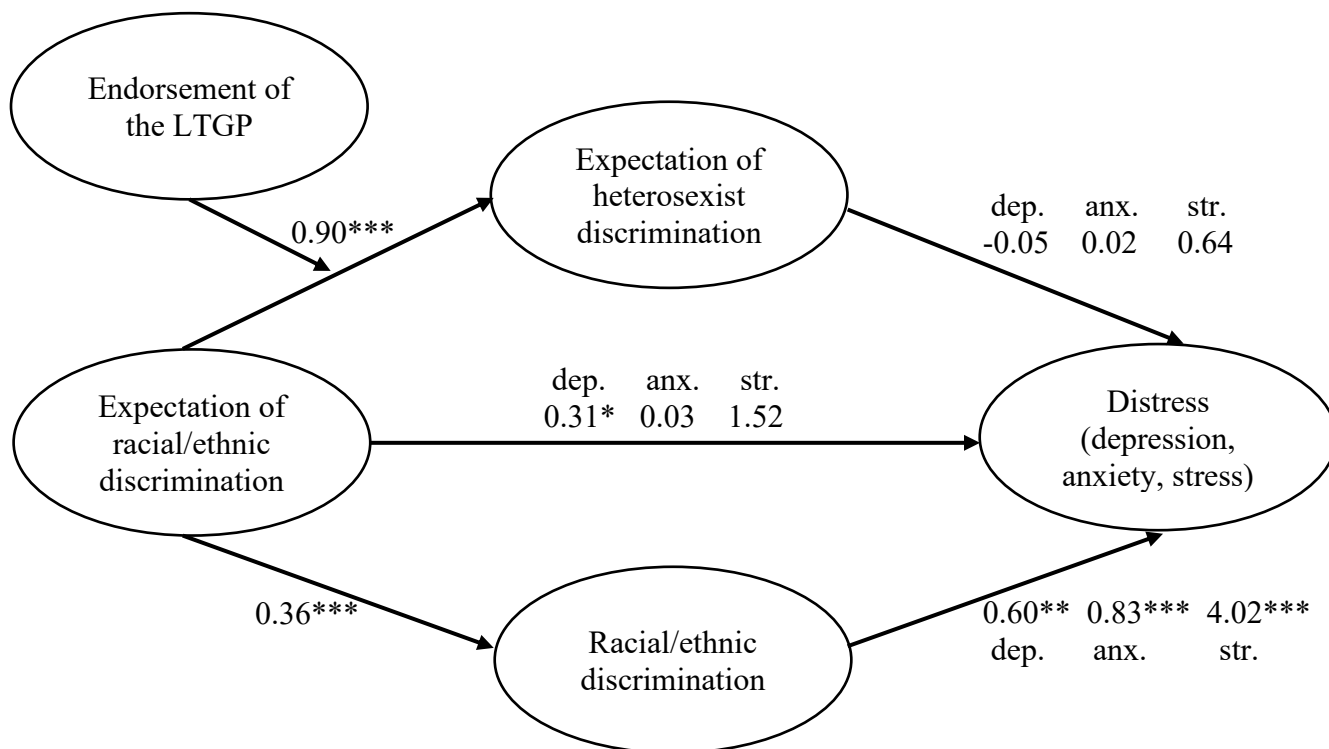 Endorsement of
the LTGP
Expectation of
heterosexist
discrimination
dep. anx. str.
-0.05 0.02 0.64
0.90***
Expectation of
racial/ethnic
discrimination
dep. anx. str.
0.31* 0.03 1.52
Distress
(depression,
anxiety, stress)
0.36***
Racial/ethnic
discrimination
0.60** 0.83*** 4.02***
dep. anx. str.